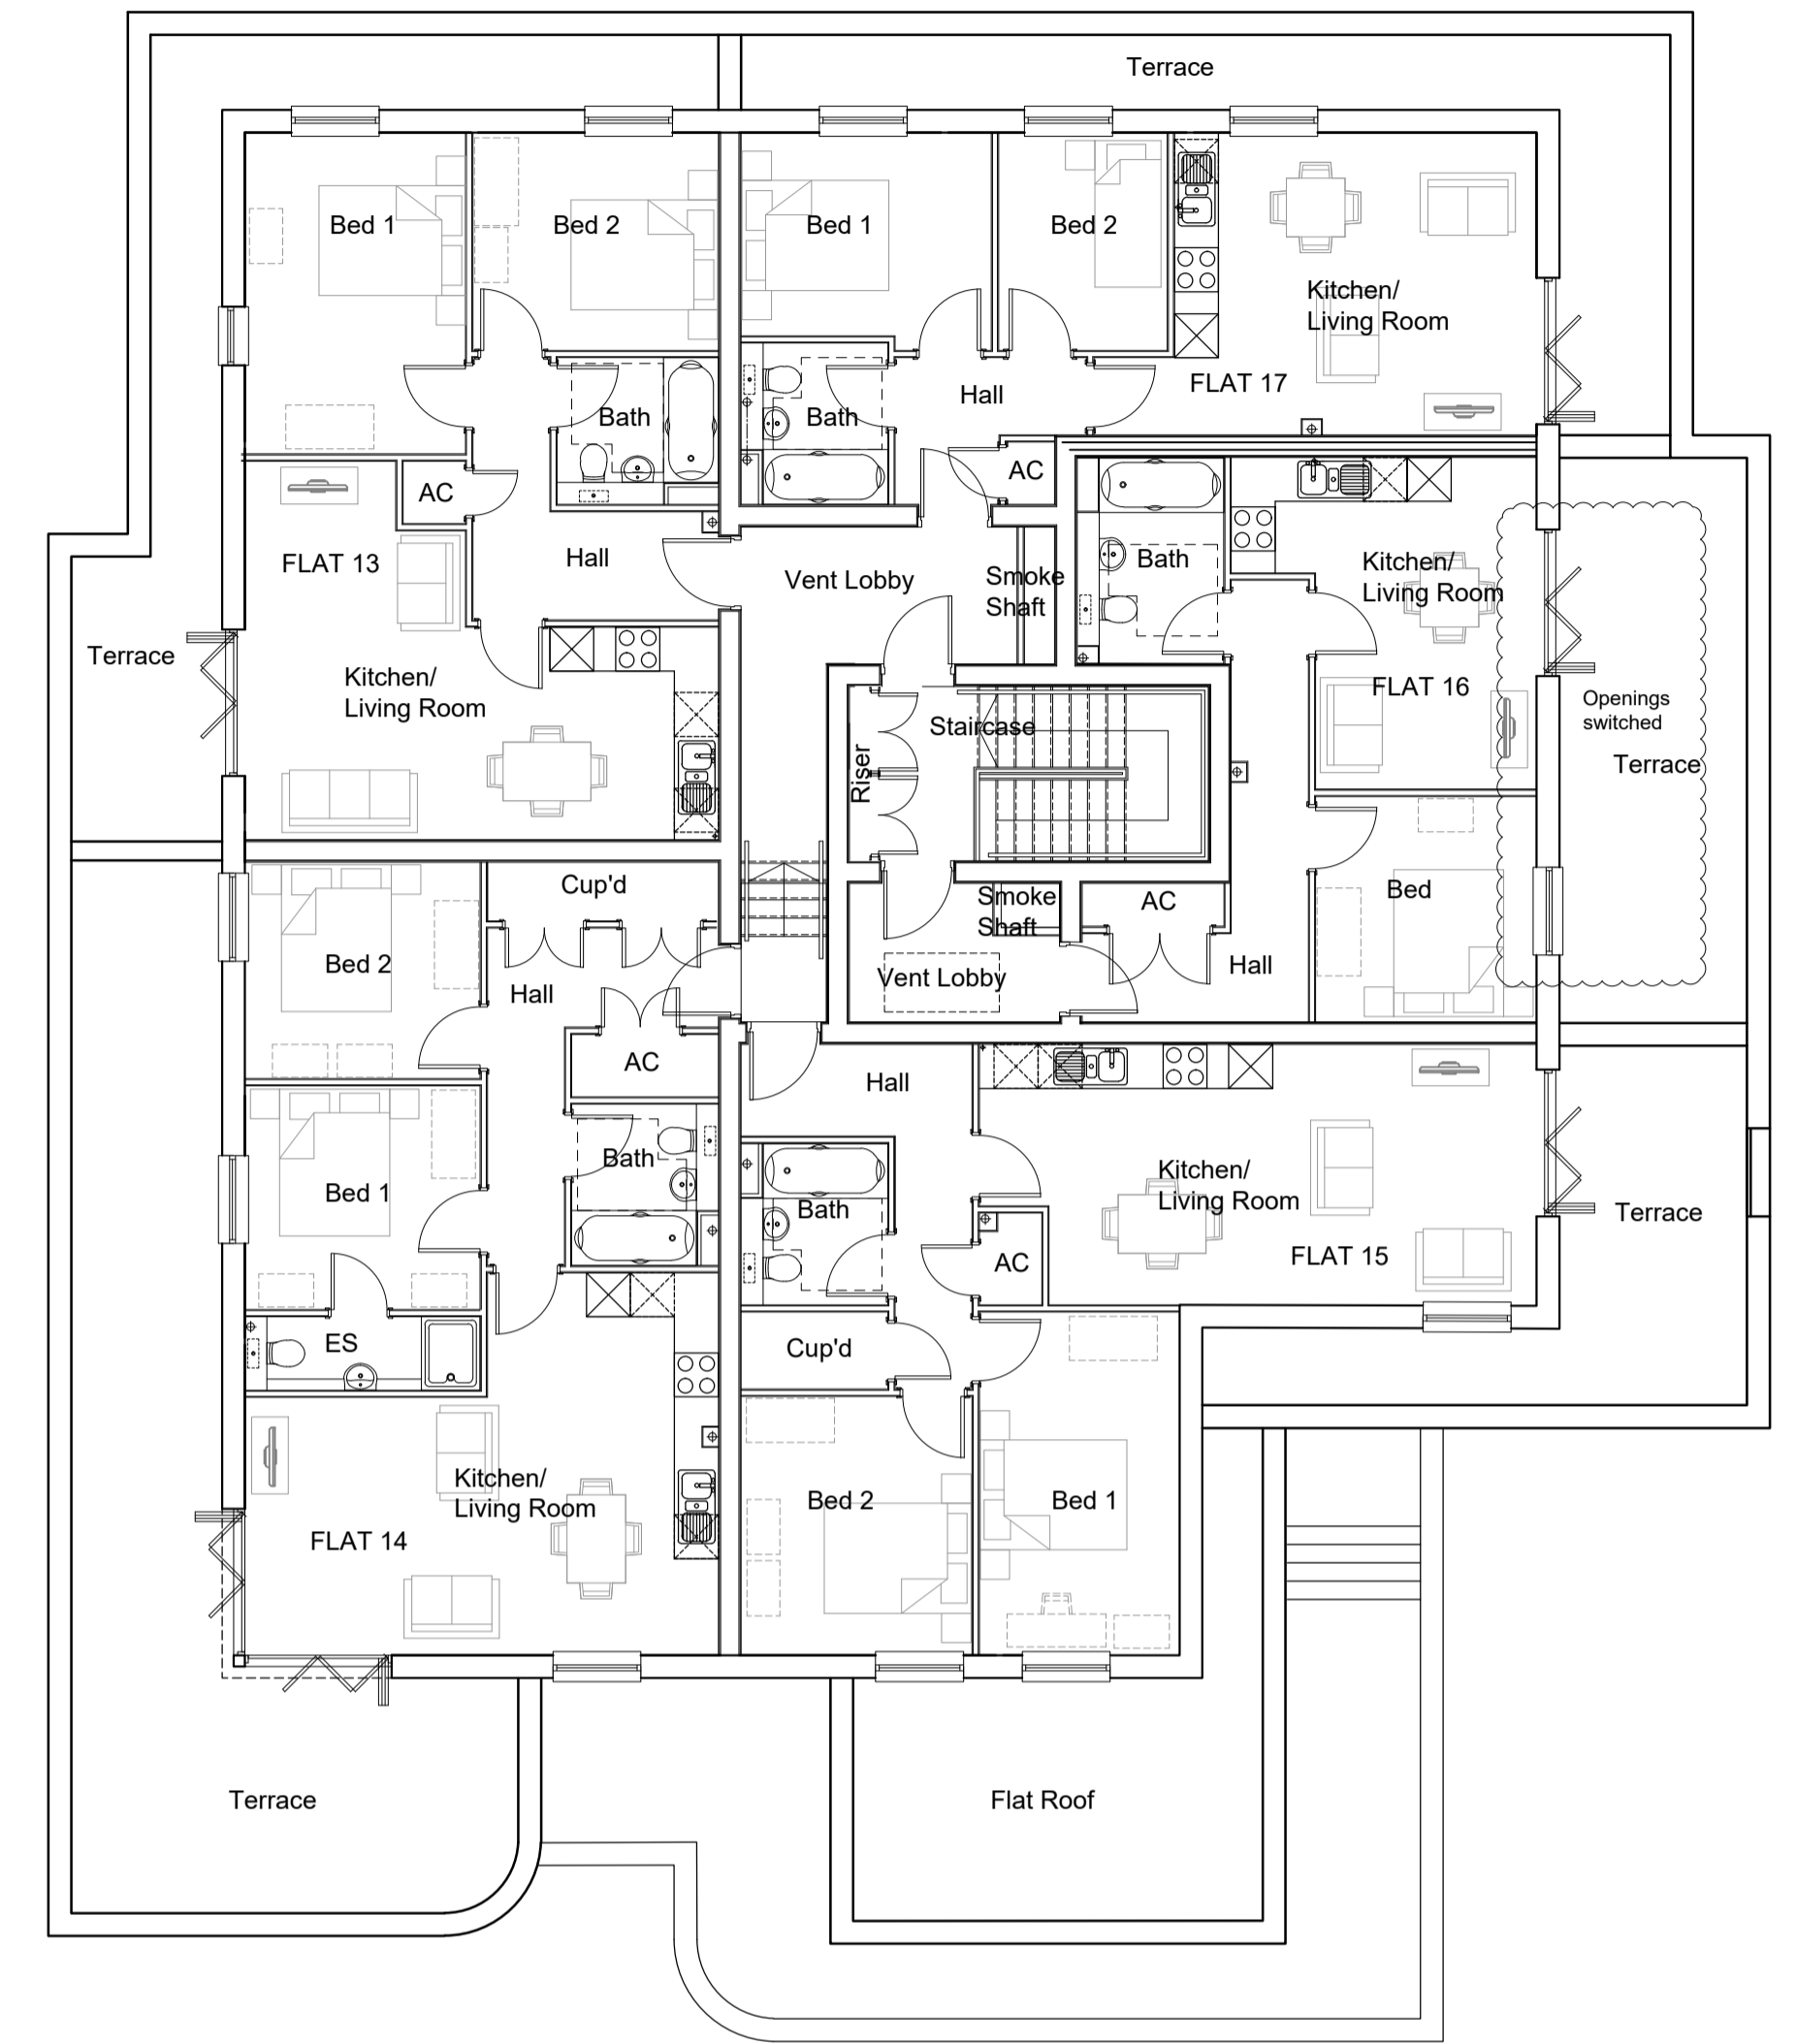 Terrace
Bed 1
Bed 2
Bed 1
Bed 2
Kitchen/
Living Room
FLAT 17
Hall
Bath
Bath
AC
AC
FLAT 13
Hall
Vent Lobby
Smoke
Shaft
Bath
Kitchen/
Living Room
Terrace
Kitchen/
Living Room
FLAT 16
Openings
switched
Terrace
Staircase
Riser
Cup'd
Smoke
Shaft
AC
Bed
Bed 2
Hall
Vent Lobby
Hall
AC
Hall
Bath
Bed 1
Bath
Kitchen/
Living Room
Terrace
FLAT 15
AC
ES
Cup'd
Kitchen/
Living Room
FLAT 14
Bed 2
Bed 1
Terrace
Flat Roof